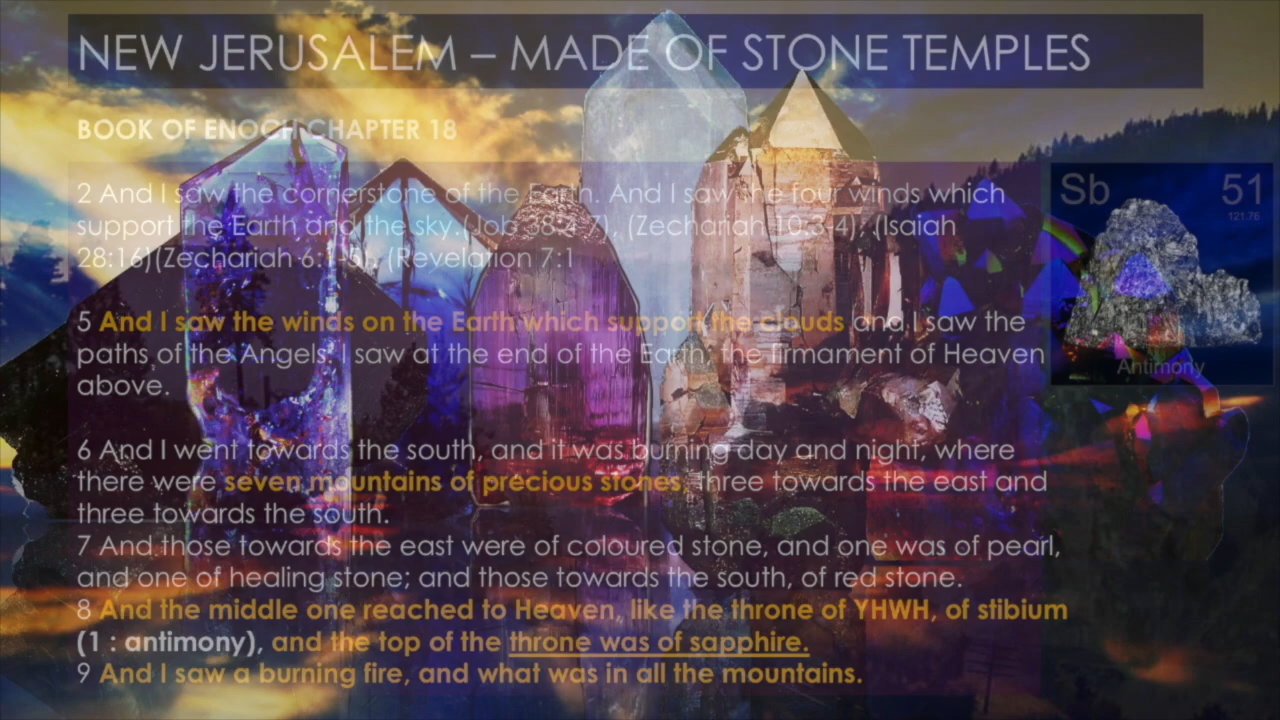 NEW JERUSALEM – MADE OF STONE TEMPLES
BOOK OF ENOCH CHAPTER 18
2 And I saw the cornerstone of the Earth. And I saw the four winds which
support the Earth and the sky. (Job 38:4-7), (Zechariah 10:3-4). (Isaiah
28:16)(Zechariah 6:1-5), (Revelation 7:1
Sb 51
121.76
Antimony
5 And I saw the winds on the Earth which support the clouds and I saw the
paths of the Angels. I saw at the end of the Earth; the firmament of Heaven
above.
6 And I went towards the south, and it was burning day and night, where
there were seven mountains of precious stones, three towards the east and
three towards the south.
7 And those towards the east were of coloured stone, and one was of pearl,
and one of healing stone; and those towards the south, of red stone.
8 And the middle one reached to Heaven, like the throne of YHWH, of stibium
(1 : antimony), and the top of the throne was of sapphire.
9 And I saw a burning fire, and what was in all the mountains.